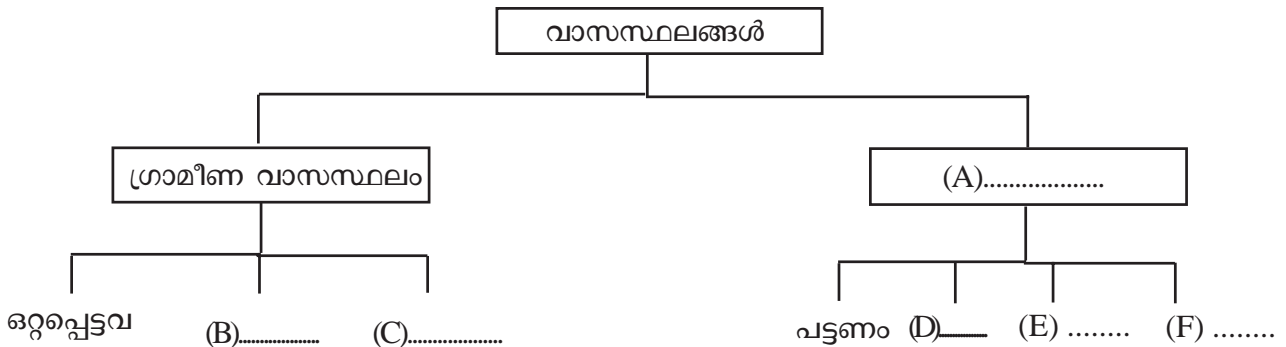 വാസസ്ഥലങ്ങൾ
ഗ്രാമീണ വാസസ്ഥലം
(A)...................
ഒറ്റപ്പെട്ടവ (B)................... (C)...................
പട്ടണം (D)........... (E) ........ (F) ........